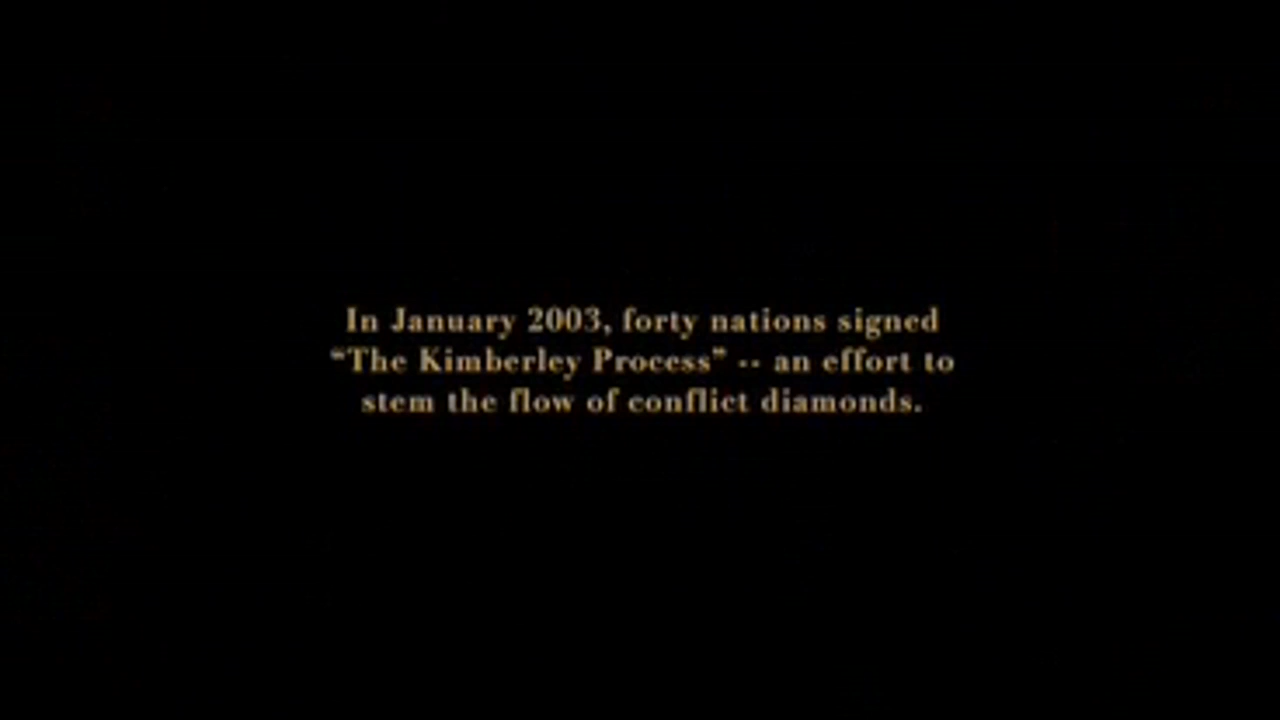 In January 2003, forty nations signed
“The Kimberley Process” -- an effort to
stem the flow of conflict diamonds.